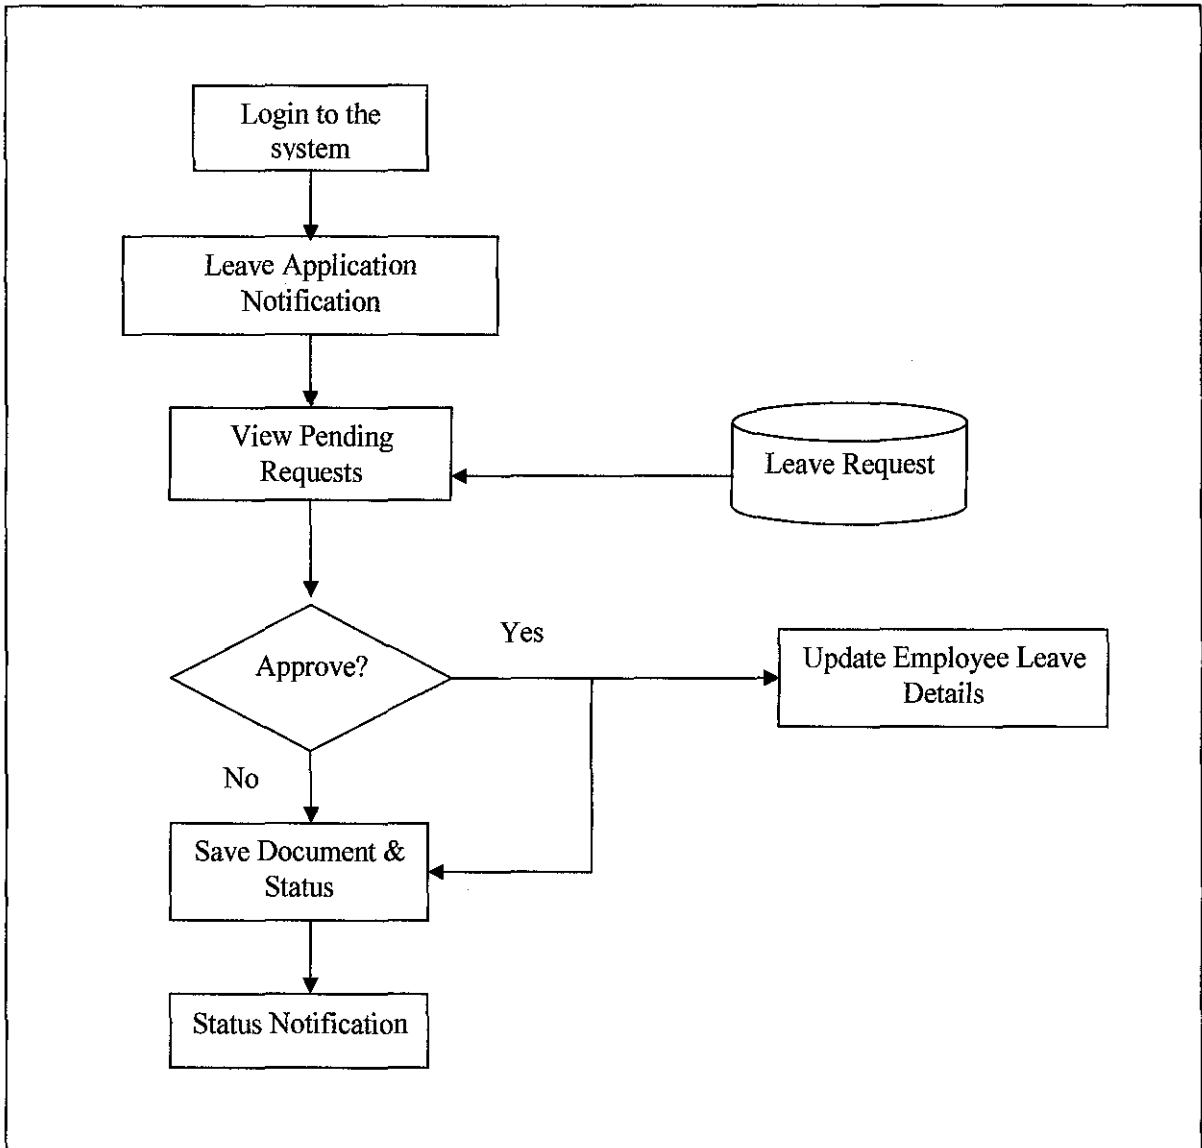 Login to the
system
Leave Application
Notification
View Pending
Requests
Leave Request
Approve?
Yes
Update Employee Leave
Details
No
Save Document &
Status
Status Notification